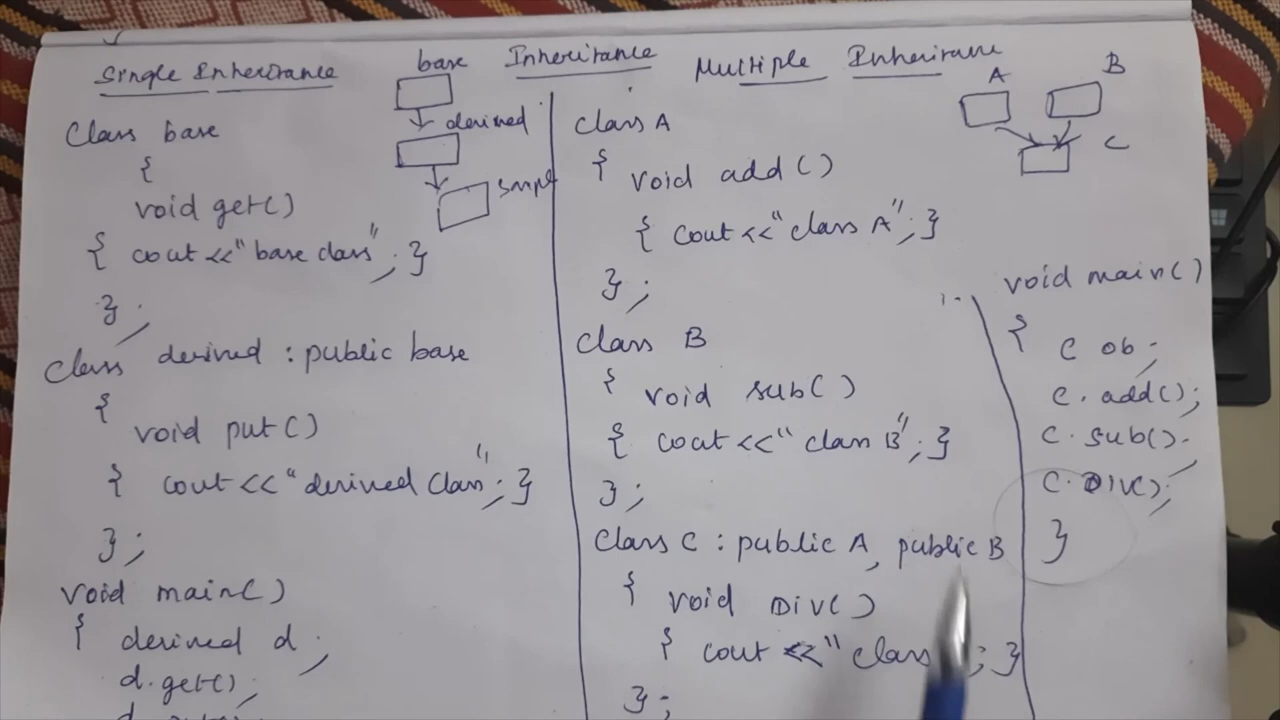 Inheritance
Single Inheritance
base
derived
Class base
{
void get()
{ cout << "base class"; }
};
Class derived : public base
{
void put()
{ cout << "derived Class"; }
};
void main()
{ derived d;
d.get();
Multiple Inheritance
A B
C
class A
{ void add()
{ cout << "class A"; }
};
class B
{ void sub()
{ cout << "class B"; }
};
Class C : public A, public B
{ void Div()
{ cout << "class ; }
};
void main()
{
C ob;
C.add();
C.sub();
C.Div();
}